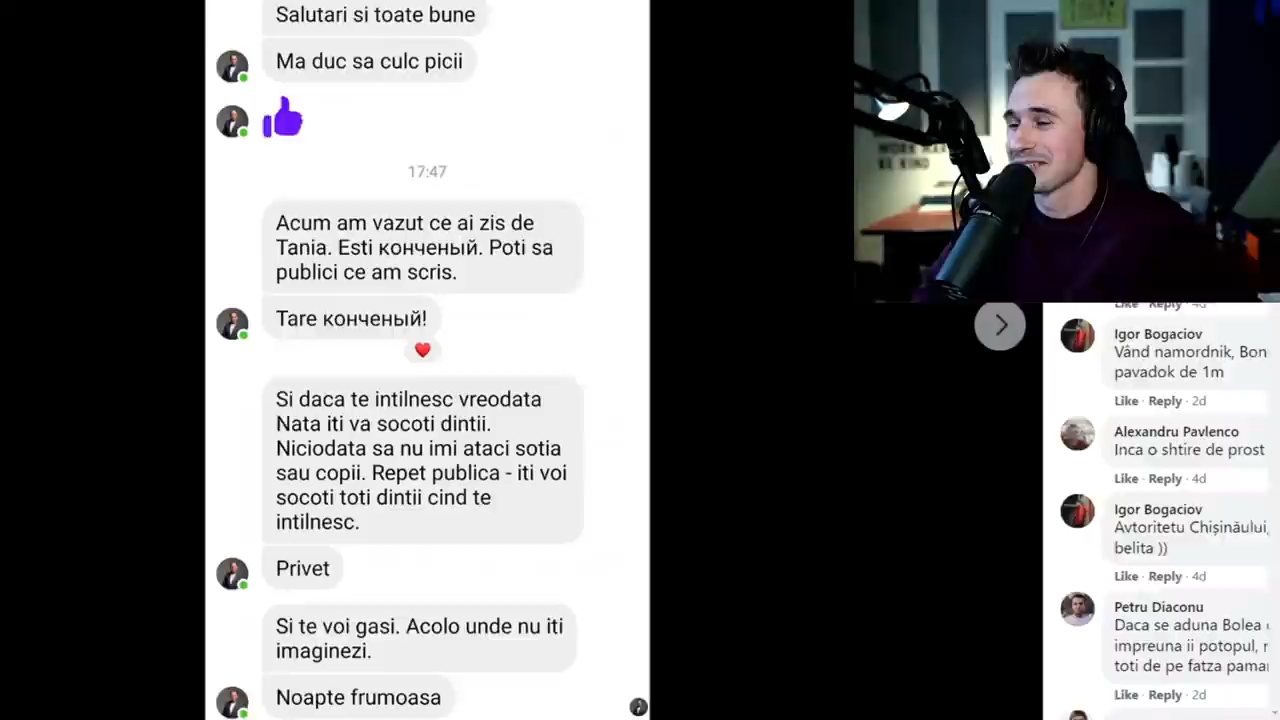 Salutari si toate bune
Ma duc sa culc picii
17:47
Acum am vazut ce ai zis de
Tania. Esti конченый. Poti sa
publici ce am scris.
Tare конченый!
Si daca te intilnesc vreodata
Nata iti va socoti dintii.
Niciodata sa nu imi ataci sotia
sau copii. Repet publica - iti voi
socoti toti dintii cind te
intilnesc.
Privet
Si te voi gasi. Acolo unde nu iti
imaginezi.
Noapte frumoasa
WORK HA
BE KIND
Like · Reply · 4d
Igor Bogaciov
Vând namordnik, Bon
pavadok de 1m
Like · Reply · 2d
Alexandru Pavlenco
Inca o shtire de prost
Like · Reply · 4d
Igor Bogaciov
Avtoritetu Chișinăului,
belita ))
Like · Reply · 4d
Petru Diaconu
Daca se aduna Bolea
impreuna ii potopul,
toti de pe fatza pamar
Like · Reply · 2d